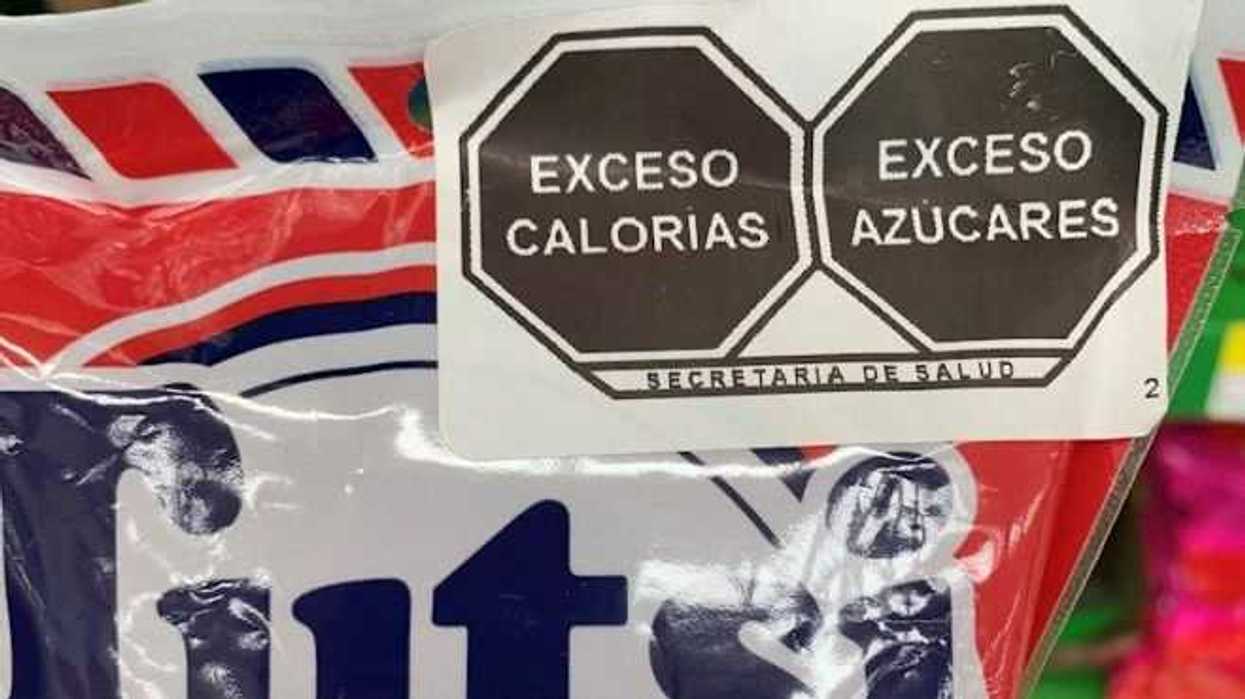 EXCESO
CALORÍAS
EXCESO
AZÚCARES
SECRETARÍA DE SALUD
2